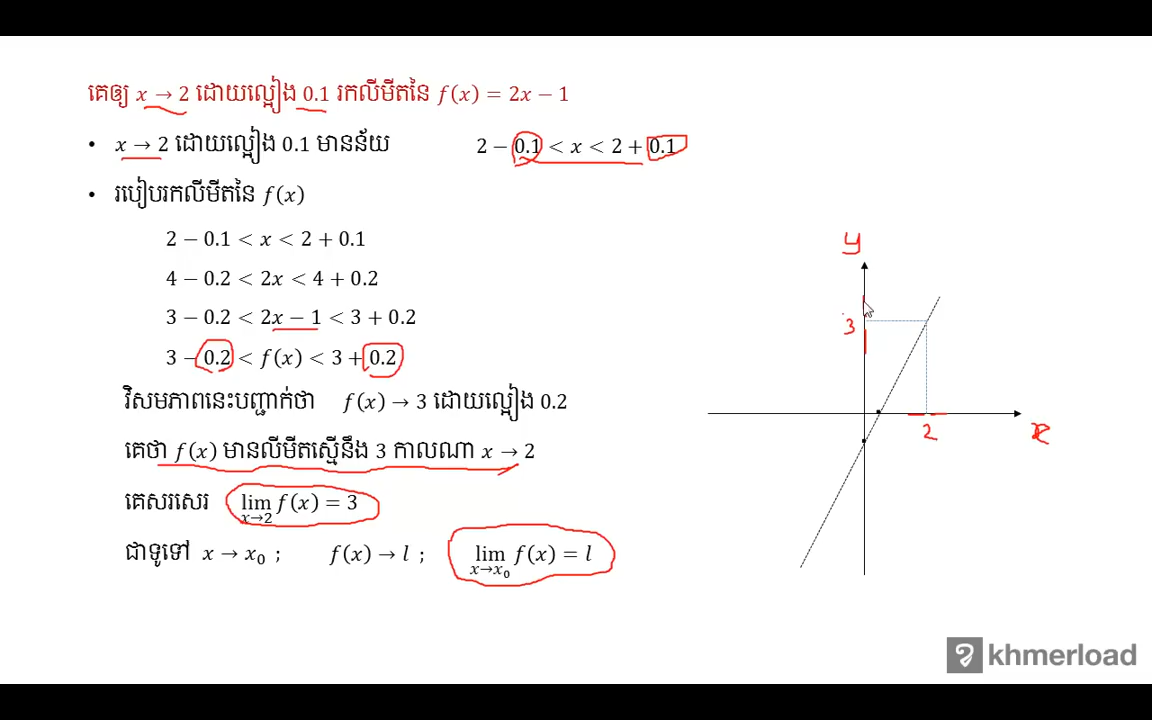 គេឲ្យ x → 2 ដោយល្អៀង 0.1 រកលីមីតនៃ f(x) = 2x − 1
• x → 2 ដោយល្អៀង 0.1 មានន័យ 2 − 0.1 < x < 2 + 0.1
• របៀបរកលីមីតនៃ f(x)
2 − 0.1 < x < 2 + 0.1
4 − 0.2 < 2x < 4 + 0.2
3 − 0.2 < 2x − 1 < 3 + 0.2
3 − 0.2 < f(x) < 3 + 0.2
វិសមភាពនេះបញ្ជាក់ថា f(x) → 3 ដោយល្អៀង 0.2
គេថា f(x) មានលីមីតស្មើនឹង 3 កាលណា x → 2
គេសរសេរ lim x→2 f(x) = 3
ជាទូទៅ x → x₀ ; f(x) → l ; lim x→x₀ f(x) = l
y
3
2
x
khmerload